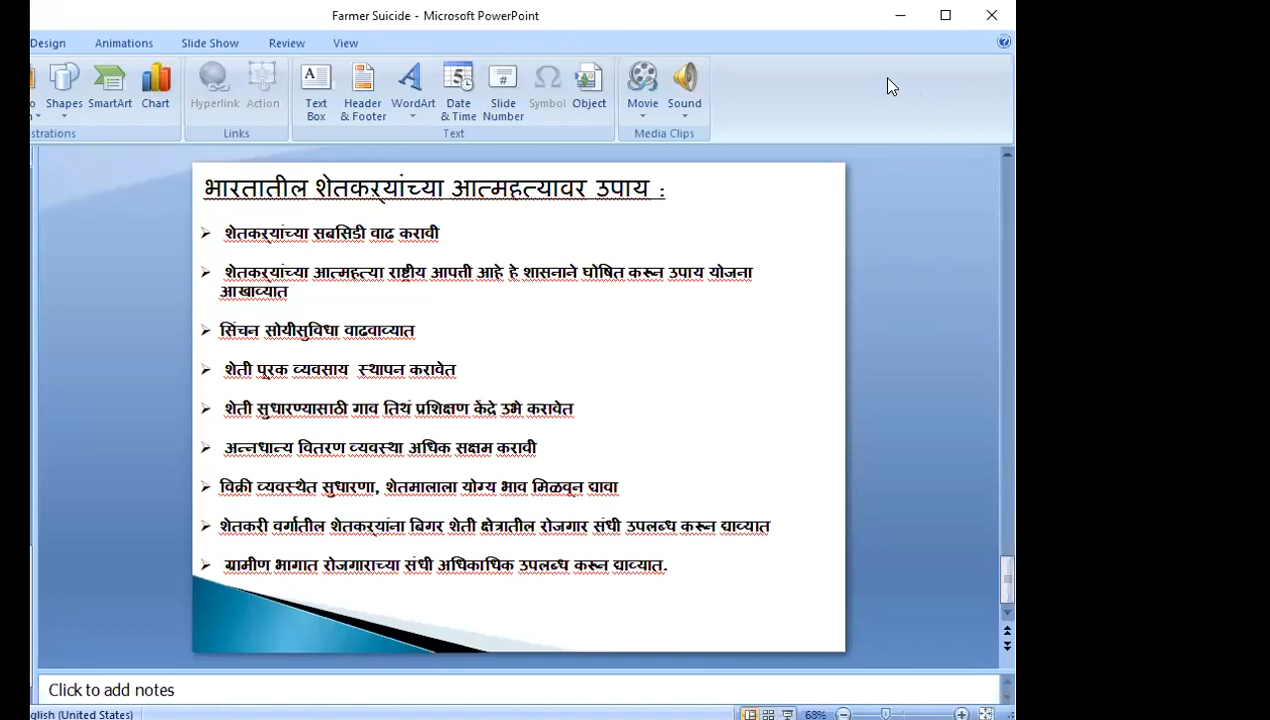 Farmer Suicide - Microsoft PowerPoint
Design Animations Slide Show Review View
Shapes SmartArt Chart Hyperlink Action Text Box Header & Footer WordArt Date & Time Slide Number Symbol Object Movie Sound
strations Links Text Media Clips
भारतातील शेतकऱ्यांच्या आत्महत्यावर उपाय :
शेतकऱ्यांच्या सबसिडी वाढ करावी
शेतकऱ्यांच्या आत्महत्या राष्ट्रीय आपत्ती आहे हे शासनाने घोषित करून उपाय योजना
आखाव्यात
सिंचन सोयीसुविधा वाढवाव्यात
शेती पूरक व्यवसाय स्थापन करावेत
शेती सुधारण्यासाठी गाव तिथं प्रशिक्षण केंद्रे उभे करावेत
अन्नधान्य वितरण व्यवस्था अधिक सक्षम करावी
विक्री व्यवस्थेत सुधारणा, शेतमालाला योग्य भाव मिळवून द्यावा
शेतकरी वर्गातील शेतकऱ्यांना बिगर शेती क्षेत्रातील रोजगार संधी उपलब्ध करून द्याव्यात
ग्रामीण भागात रोजगाराच्या संधी अधिकाधिक उपलब्ध करून द्याव्यात.
Click to add notes
glish (United States) 68%